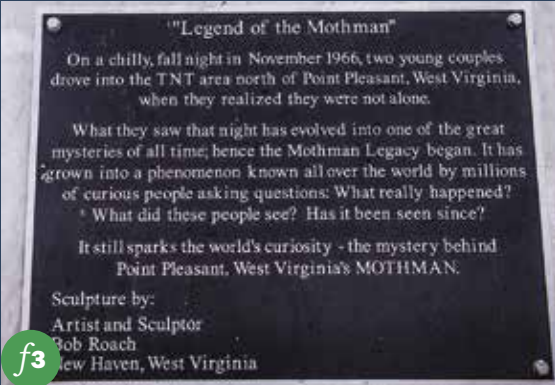 "Legend of the Mothman"
On a chilly, fall night in November 1966, two young couples
drove into the TNT area north of Point Pleasant, West Virginia,
when they realized they were not alone.
What they saw that night has evolved into one of the great
mysteries of all time; hence the Mothman Legacy began. It has
grown into a phenomenon known all over the world by millions
of curious people asking questions: What really happened?
What did these people see? Has it been seen since?
It still sparks the world's curiosity - the mystery behind
Point Pleasant, West Virginia's MOTHMAN.
Sculpture by:
Artist and Sculptor
Bob Roach
New Haven, West Virginia
f3